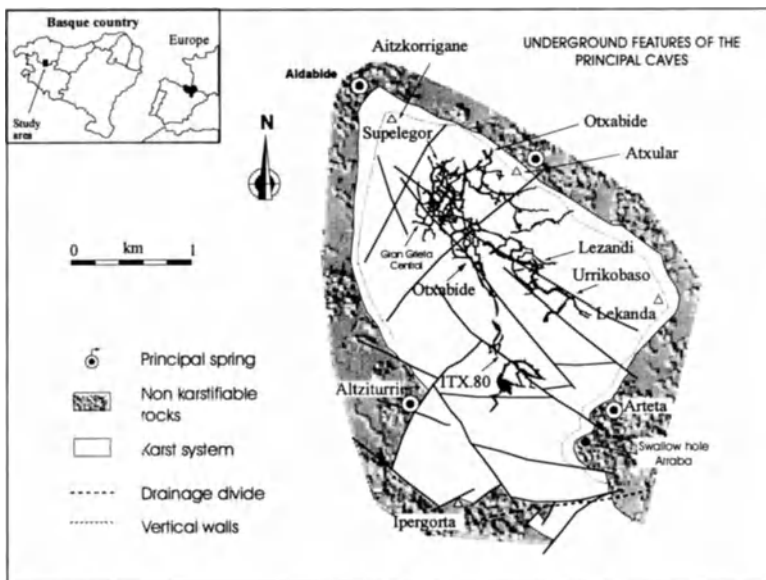 Basque country
Europe
Study
area
UNDERGROUND FEATURES OF THE
PRINCIPAL CAVES
Aitzkorrigane
Aldabide
Supelegor
Otxabide
Atxular
N
0 km 1
Gran Grieta
Central
Lezandi
Urrikobaso
Otxabide
Lekanda
Principal spring
Non karstifiable
rocks
Karst system
Drainage divide
Vertical walls
ITX.80
Altziturri
Arteta
Swallow hole
Arraba
Ipergorta